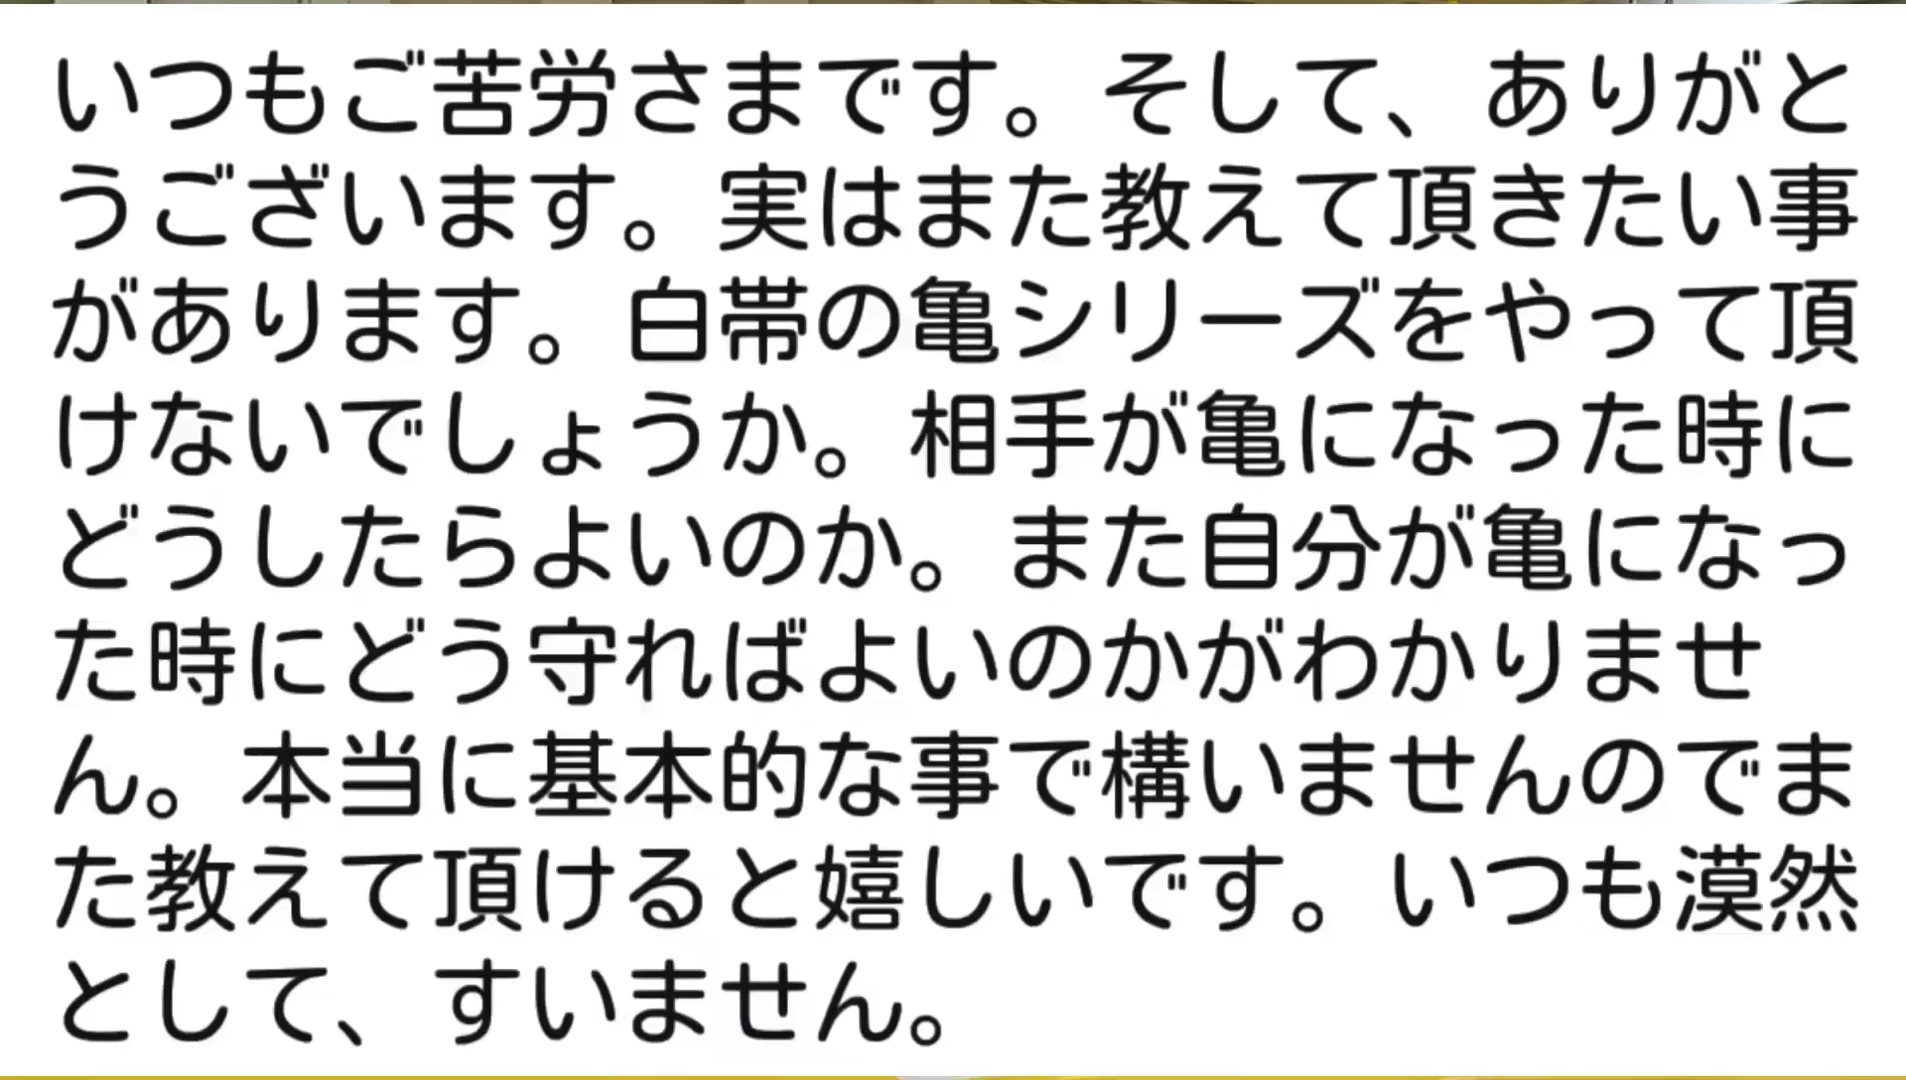 いつもご苦労さまです。そして、ありがと
うございます。実はまた教えて頂きたい事
があります。白帯の亀シリーズをやって頂
けないでしょうか。相手が亀になった時に
どうしたらよいのか。また自分が亀になっ
た時にどう守ればよいのかがわかりませ
ん。本当に基本的な事で構いませんのでま
た教えて頂けると嬉しいです。いつも漠然
として、すいません。